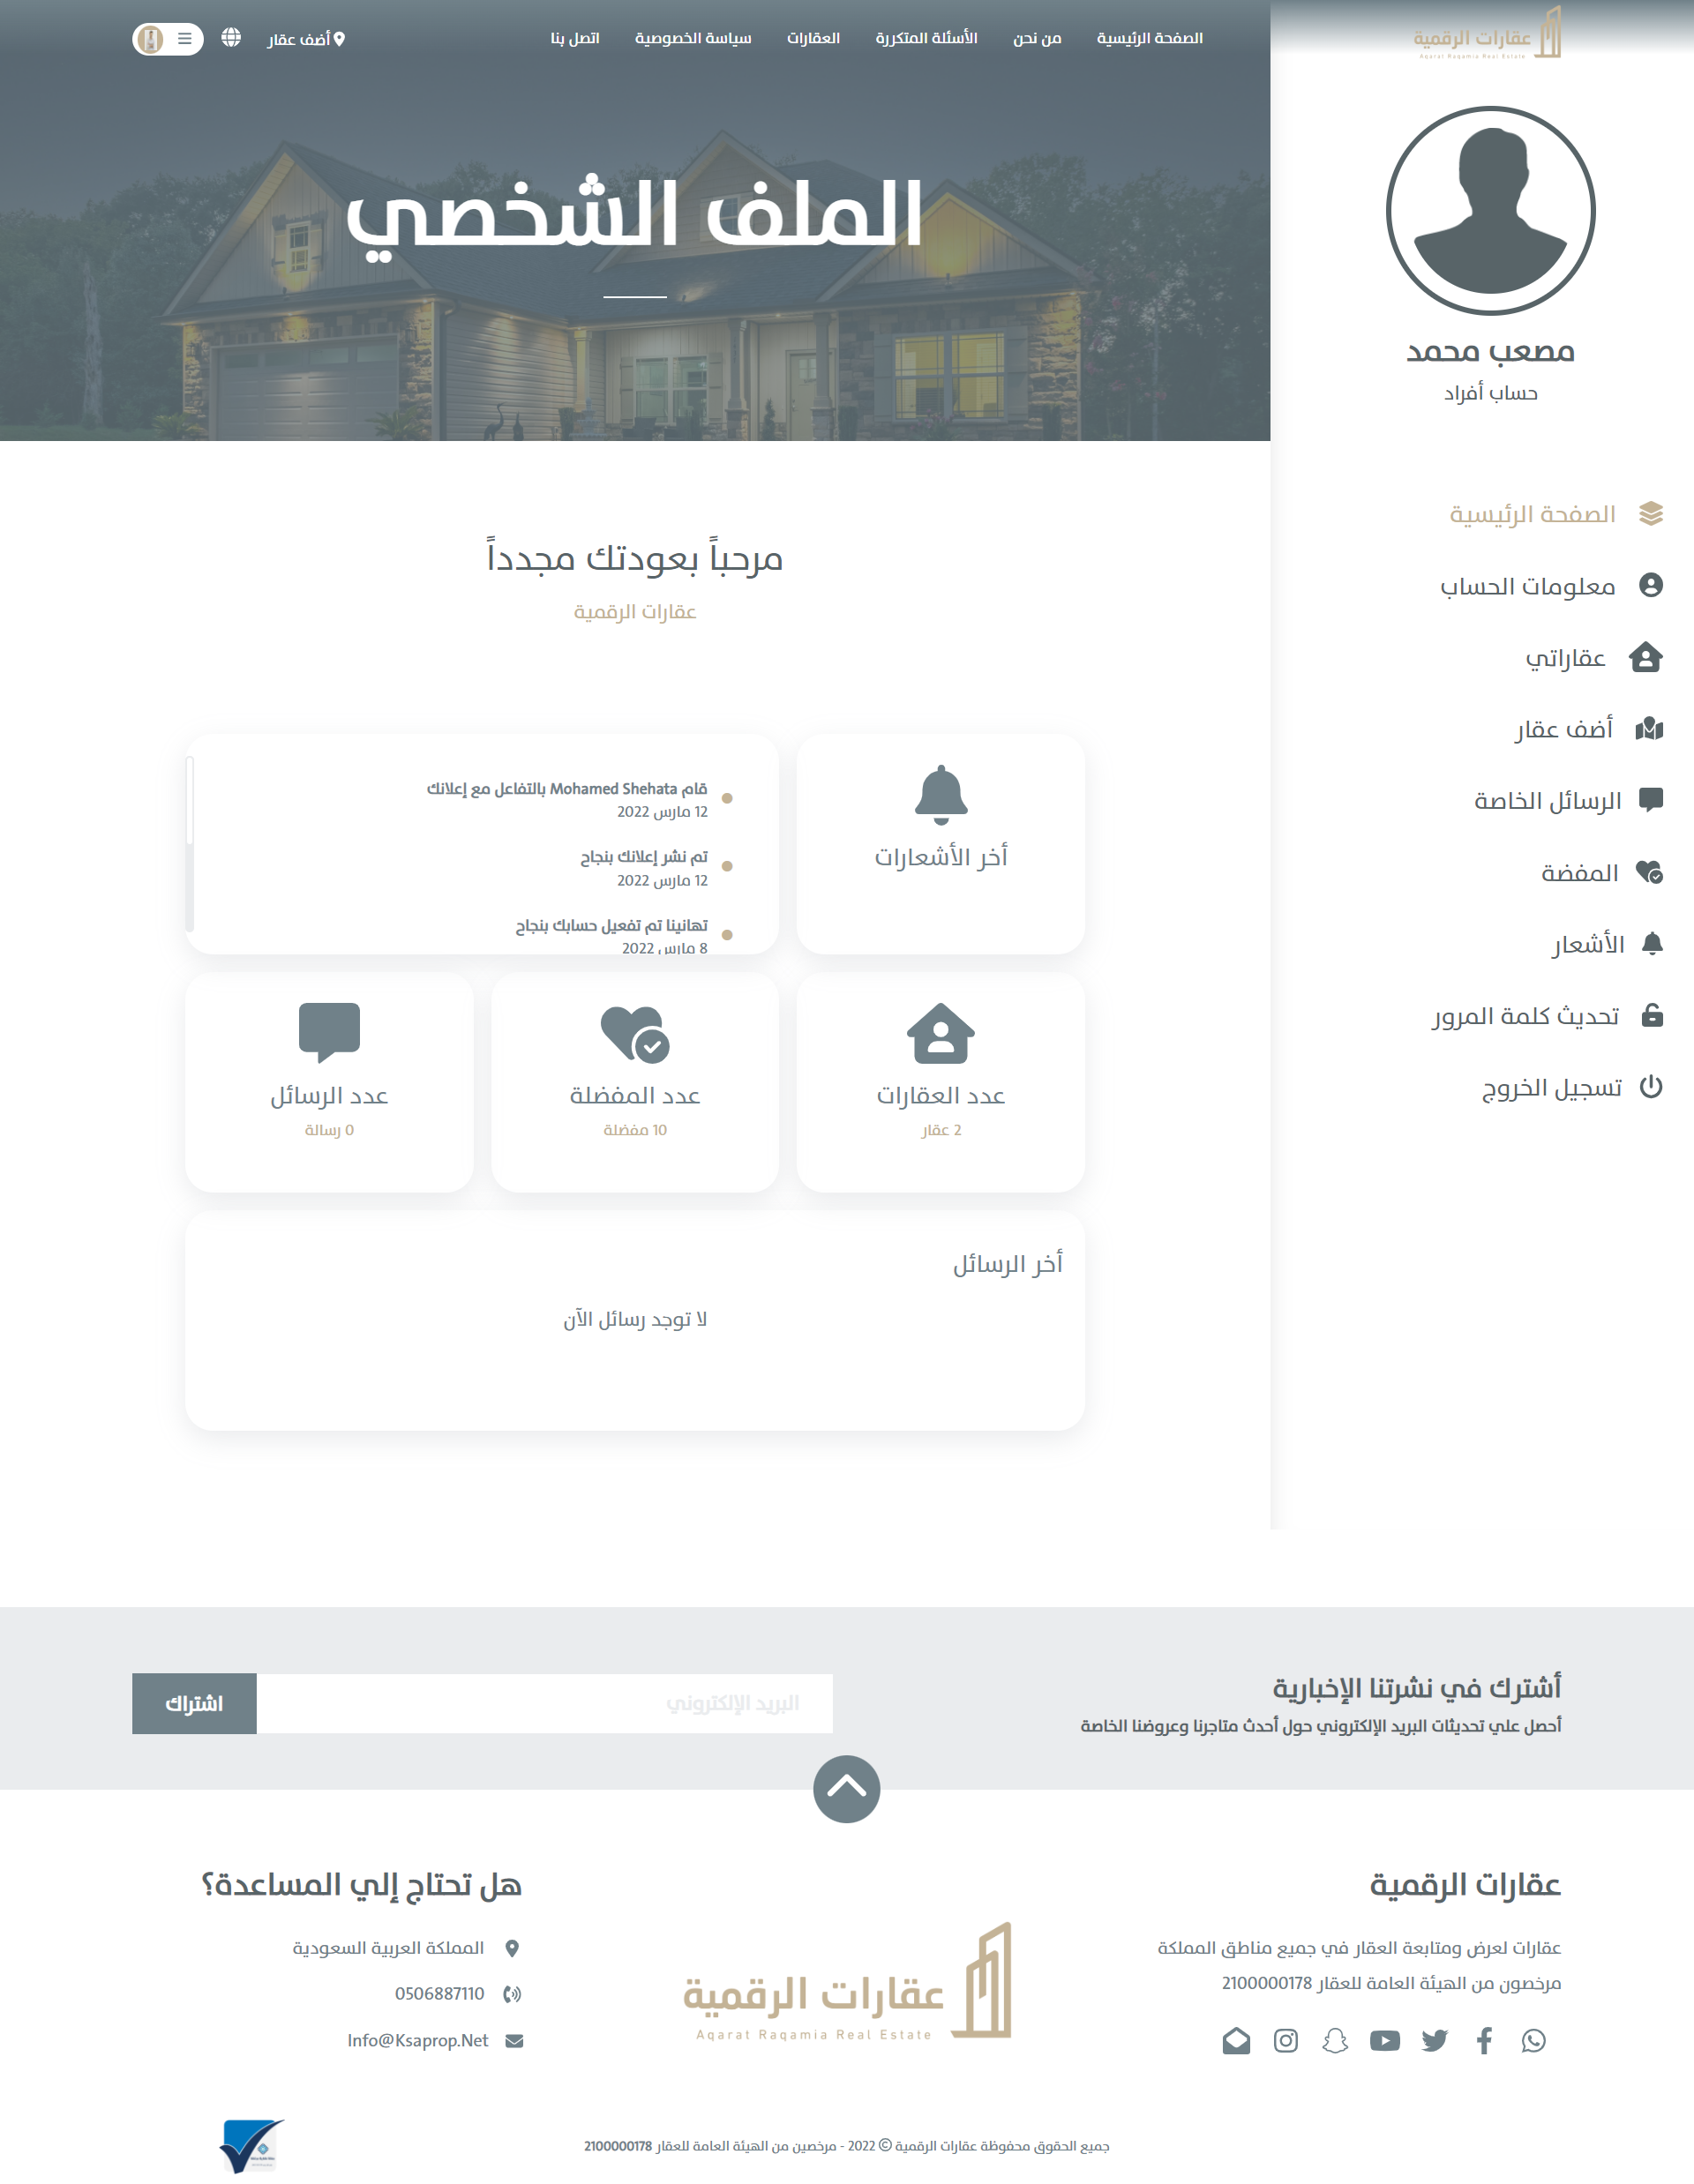 عقارات الرقمية
Aqarat Raqamia Real Estate
الصفحة الرئيسية
من نحن
الأسئلة المتكررة
العقارات
سياسة الخصوصية
اتصل بنا
أضف عقار
مصعب محمد
حساب أفراد
الصفحة الرئيسية
معلومات الحساب
عقاراتي
أضف عقار
الرسائل الخاصة
المفضة
الأشعار
تحديث كلمة المرور
تسجيل الخروج
الملف الشخصي
مرحباً بعودتك مجدداً
عقارات الرقمية
أخر الأشعارات
قام Mohamed Shehata بالتفاعل مع إعلانك
12 مارس 2022
تم نشر إعلانك بنجاح
12 مارس 2022
تهانينا تم تفعيل حسابك بنجاح
8 مارس 2022
عدد العقارات
2 عقار
عدد المفضلة
10 مفضلة
عدد الرسائل
0 رسالة
أخر الرسائل
لا توجد رسائل الآن
أشترك في نشرتنا الإخبارية
أحصل علي تحديثات البريد الإلكتروني حول أحدث متاجرنا وعروضنا الخاصة
البريد الإلكتروني
اشتراك
عقارات الرقمية
عقارات لعرض ومتابعة العقار في جميع مناطق المملكة
مرخصون من الهيئة العامة للعقار 2100000178
عقارات الرقمية
Aqarat Raqamia Real Estate
هل تحتاج إلي المساعدة؟
المملكة العربية السعودية
0506887110
Info@Ksaprop.Net
جميع الحقوق محفوظة عقارات الرقمية © 2022 - مرخصين من الهيئة العامة للعقار 2100000178